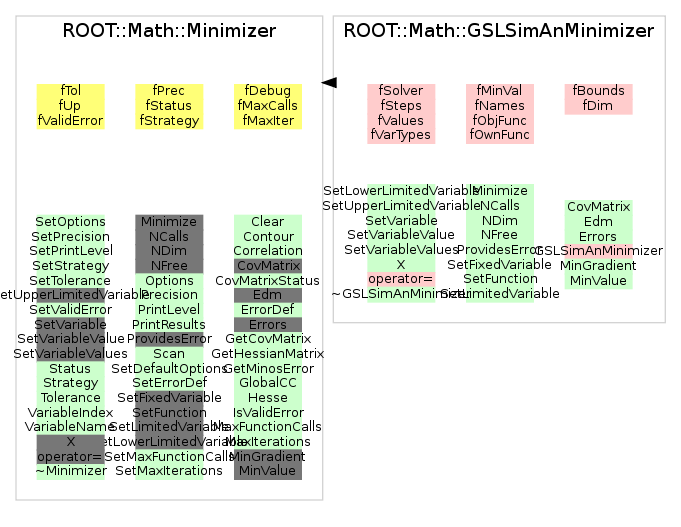 ROOT::Math::Minimizer
fTol
fUp
fValidError
fPrec
fStatus
fStrategy
fDebug
fMaxCalls
fMaxIter
SetOptions
SetPrecision
SetPrintLevel
SetStrategy
SetTolerance
SetUpperLimitedVariable
SetValidError
SetVariable
SetVariableValue
SetVariableValues
Status
Strategy
Tolerance
VariableIndex
VariableName
X
operator=
~Minimizer
Minimize
NCalls
NDim
NFree
Options
Precision
PrintLevel
PrintResults
ProvidesError
Scan
SetDefaultOptions
SetErrorDef
SetFixedVariable
SetFunction
SetLimitedVariable
SetLowerLimitedVariable
SetMaxFunctionCalls
SetMaxIterations
Clear
Contour
Correlation
CovMatrix
CovMatrixStatus
Edm
ErrorDef
Errors
GetCovMatrix
GetHessianMatrix
GetMinosError
GlobalCC
Hesse
IsValidError
MaxFunctionCalls
MaxIterations
MinGradient
MinValue
ROOT::Math::GSLSimAnMinimizer
fSolver
fSteps
fValues
fVarTypes
fMinVal
fNames
fObjFunc
fOwnFunc
fBounds
fDim
SetLowerLimitedVariable
SetUpperLimitedVariable
SetVariable
SetVariableValue
SetVariableValues
X
operator=
~GSLSimAnMinimizer
Minimize
NCalls
NDim
NFree
ProvidesError
SetFixedVariable
SetFunction
SetLimitedVariable
CovMatrix
Edm
Errors
GSLSimAnMinimizer
MinGradient
MinValue